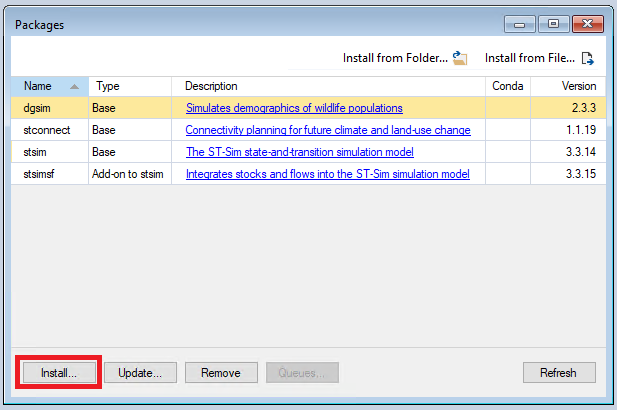 Packages
Install from Folder... Install from File...
Name Type Description Conda Version
dgsim Base Simulates demographics of wildlife populations 2.3.3
stconnect Base Connectivity planning for future climate and land-use change 1.1.19
stsim Base The ST-Sim state-and-transition simulation model 3.3.14
stsimsf Add-on to stsim Integrates stocks and flows into the ST-Sim simulation model 3.3.15
Install... Update... Remove Queues... Refresh